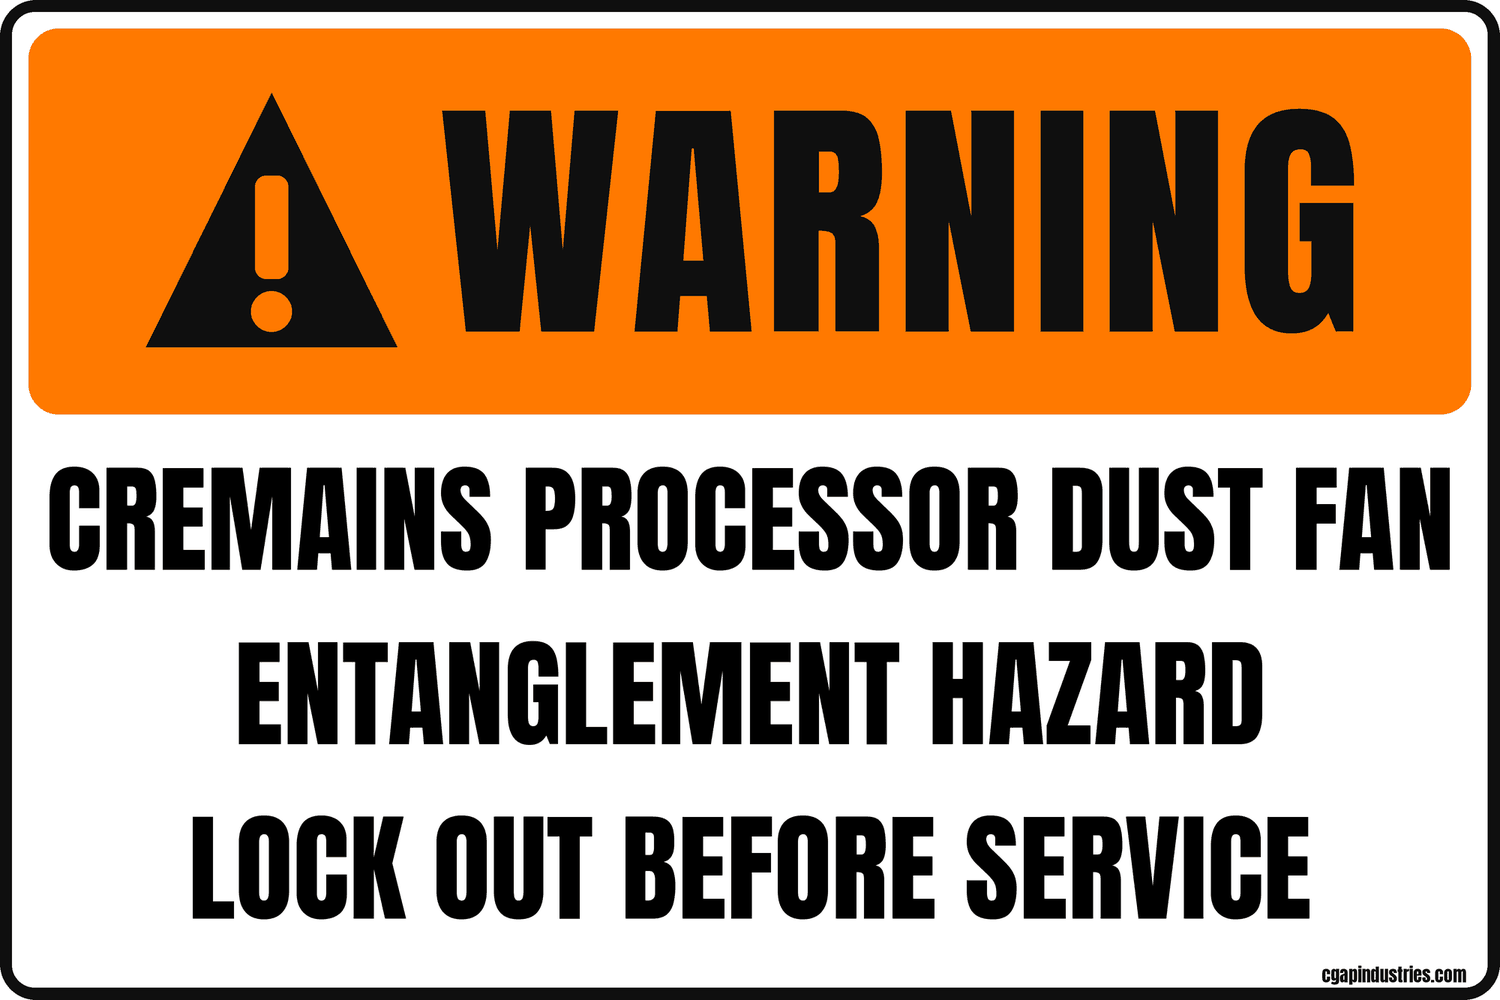 WARNING
CREMAINS PROCESSOR DUST FAN
ENTANGLEMENT HAZARD
LOCK OUT BEFORE SERVICE
cgapindustries.com